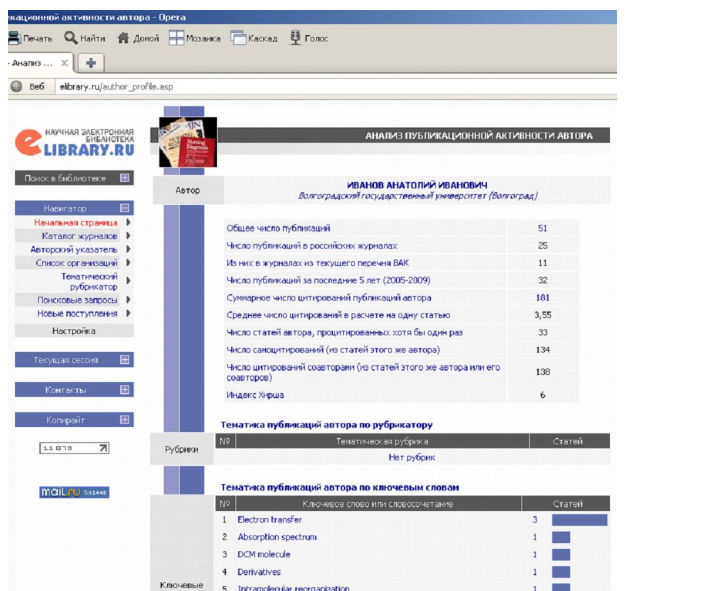 кационной активности автора - Opera
Печать Найти Домой Мозаика Каскад Голос
- Анализ ...
Веб elibrary.ru/author_profile.asp
НАУЧНАЯ ЭЛЕКТРОННАЯ
БИБЛИОТЕКА
eLIBRARY.RU
АНАЛИЗ ПУБЛИКАЦИОННОЙ АКТИВНОСТИ АВТОРА
Поиск в библиотеке
Навигатор
Начальная страница
Каталог журналов
Авторский указатель
Список организаций
Тематический
рубрикатор
Поисковые запросы
Новые поступления
Настройка
Текущая сессия
Контакты
Копирайт
mail.ru
Автор
ИВАНОВ АНАТОЛИЙ ИВАНОВИЧ
Волгоградский государственный университет (Волгоград)
Общее число публикаций 51
Число публикаций в российских журналах 25
Из них в журналах из текущего перечня ВАК 11
Число публикаций за последние 5 лет (2005-2009) 32
Суммарное число цитирований публикаций автора 181
Среднее число цитирований в расчете на одну статью 3,55
Число статей автора, процитированных хотя бы один раз 33
Число самоцитирований (из статей этого же автора) 134
Число цитирований соавторами (из статей этого же автора или его
соавторов) 138
Индекс Хирша 6
Тематика публикаций автора по рубрикатору
Рубрики
№ Тематическая рубрика Статей
Нет рубрик
Тематика публикаций автора по ключевым словам
№ Ключевое слово или словосочетание Статей
1 Electron transfer 3
2 Absorption spectrum 1
3 DCM molecule 1
4 Derivatives 1
Ключевые
5 Intramolecular reorganization 1